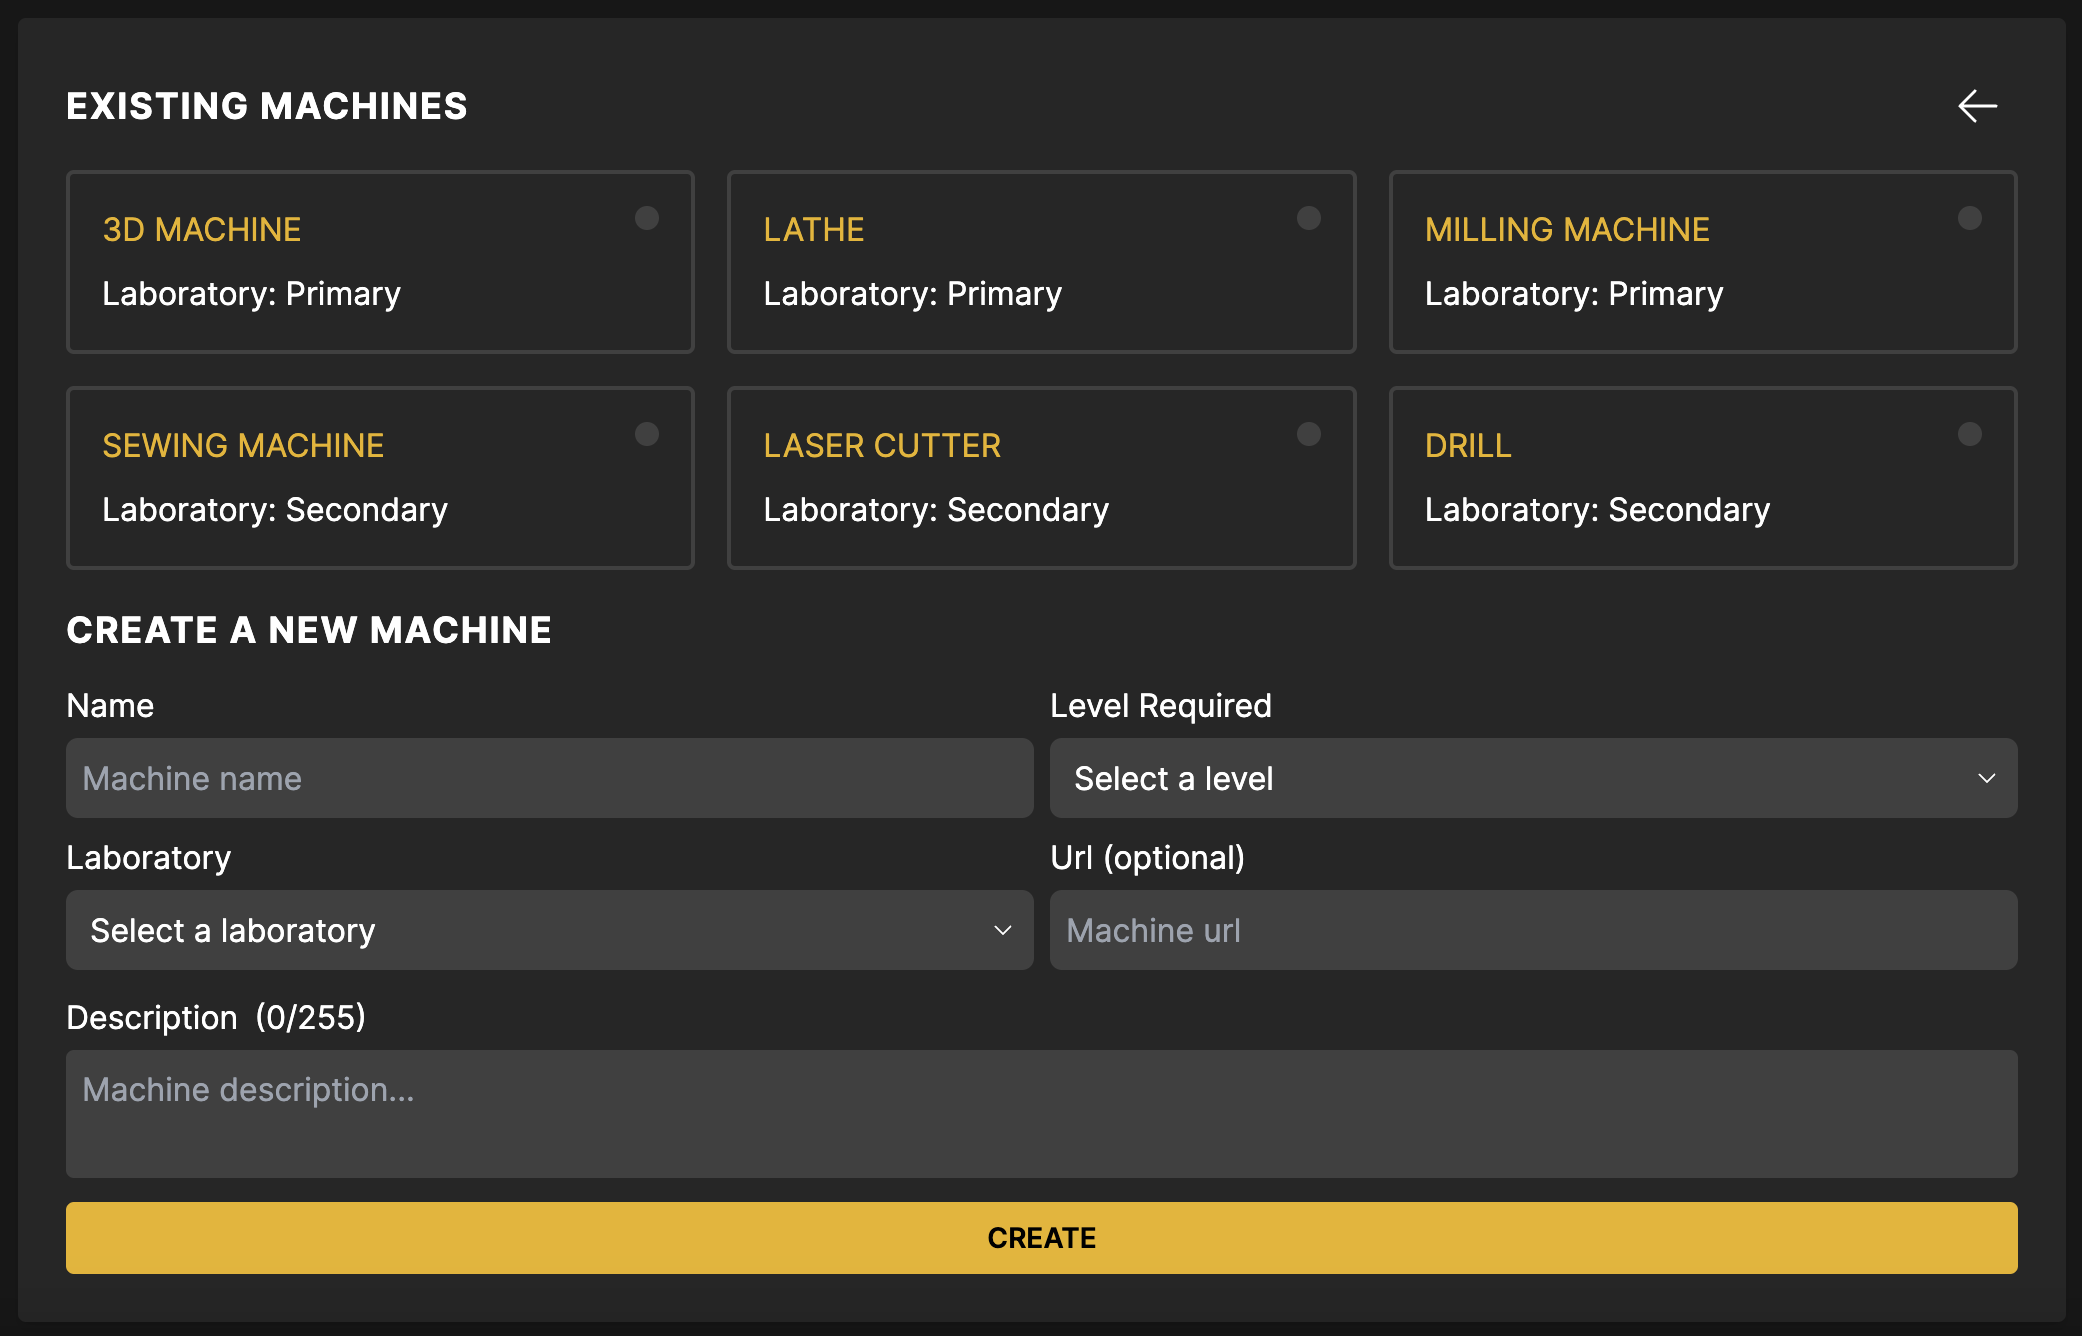 EXISTING MACHINES
3D MACHINE
Laboratory: Primary
LATHE
Laboratory: Primary
MILLING MACHINE
Laboratory: Primary
SEWING MACHINE
Laboratory: Secondary
LASER CUTTER
Laboratory: Secondary
DRILL
Laboratory: Secondary
CREATE A NEW MACHINE
Name
Machine name
Level Required
Select a level
Laboratory
Select a laboratory
Url (optional)
Machine url
Description (0/255)
Machine description...
CREATE